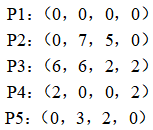 P1：（0，0，0，0）
P2：（0，7，5，0）
P3：（6，6，2，2）
P4：（2，0，0，2）
P5：（0，3，2，0）